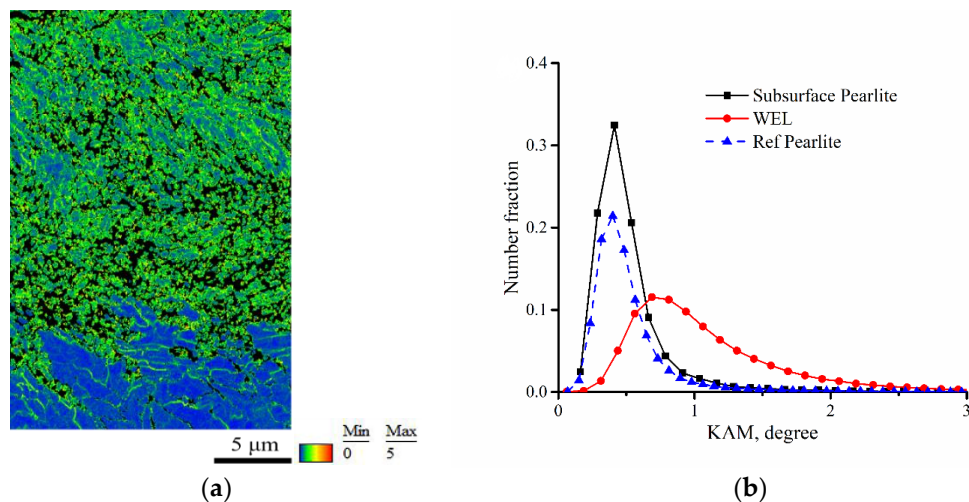 5 μm
Min Max
0 5
(a)
Number fraction
0.4
0.3
0.2
0.1
0.0
Subsurface Pearlite
WEL
Ref Pearlite
0 1 2 3
KAM, degree
(b)